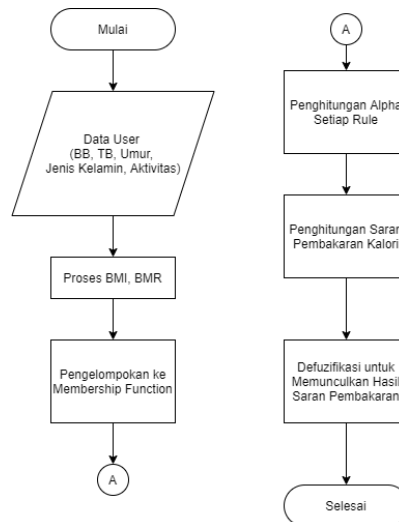 Mulai
Data User
(BB, TB, Umur,
Jenis Kelamin, Aktivitas)
Proses BMI, BMR
Pengelompokan ke
Membership Function
A
A
Penghitungan Alpha
Setiap Rule
Penghitungan Saran
Pembakaran Kalori
Defuzifikasi untuk
Memunculkan Hasil
Saran Pembakaran
Selesai